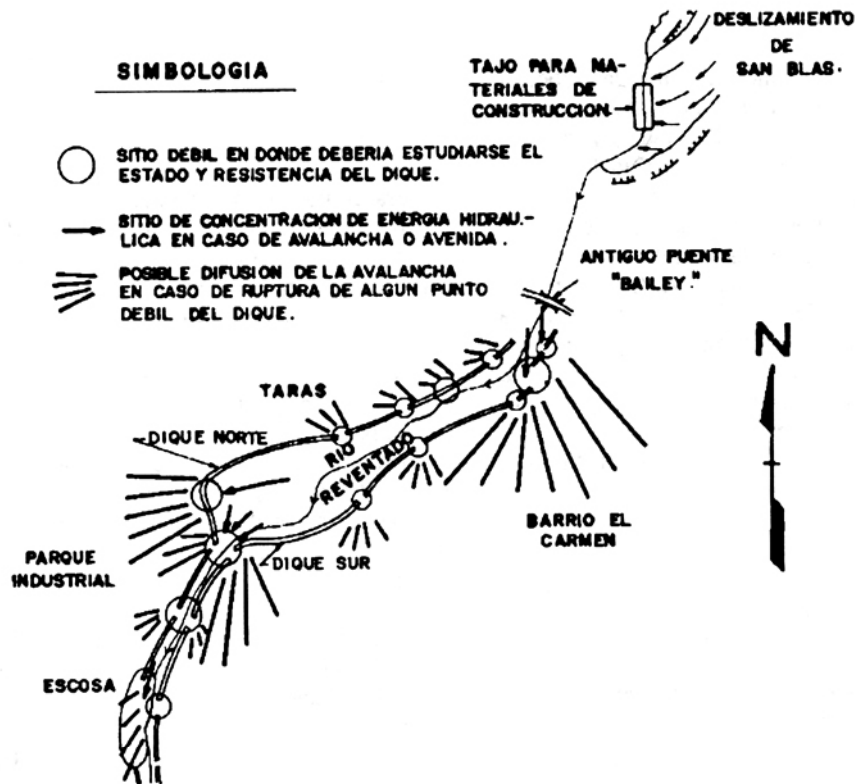 DESLIZAMIENTO
DE
SAN BLAS.
SIMBOLOGIA
TAJO PARA MA-
TERIALES DE
CONSTRUCCION.
SITIO DEBIL EN DONDE DEBERIA ESTUDIARSE EL
ESTADO Y RESISTENCIA DEL DIQUE.
SITIO DE CONCENTRACION DE ENERGIA HIDRAU.-
LICA EN CASO DE AVALANCHA O AVENIDA.
POSIBLE DIFUSION DE LA AVALANCHA
EN CASO DE RUPTURA DE ALGUN PUNTO
DEBIL DEL DIQUE.
ANTIGUO PUENTE
"BAILEY."
N
TARAS
DIQUE NORTE
RIO
REVENTADO
BARRIO EL
CARMEN
DIQUE SUR
PARQUE
INDUSTRIAL
ESCOSA